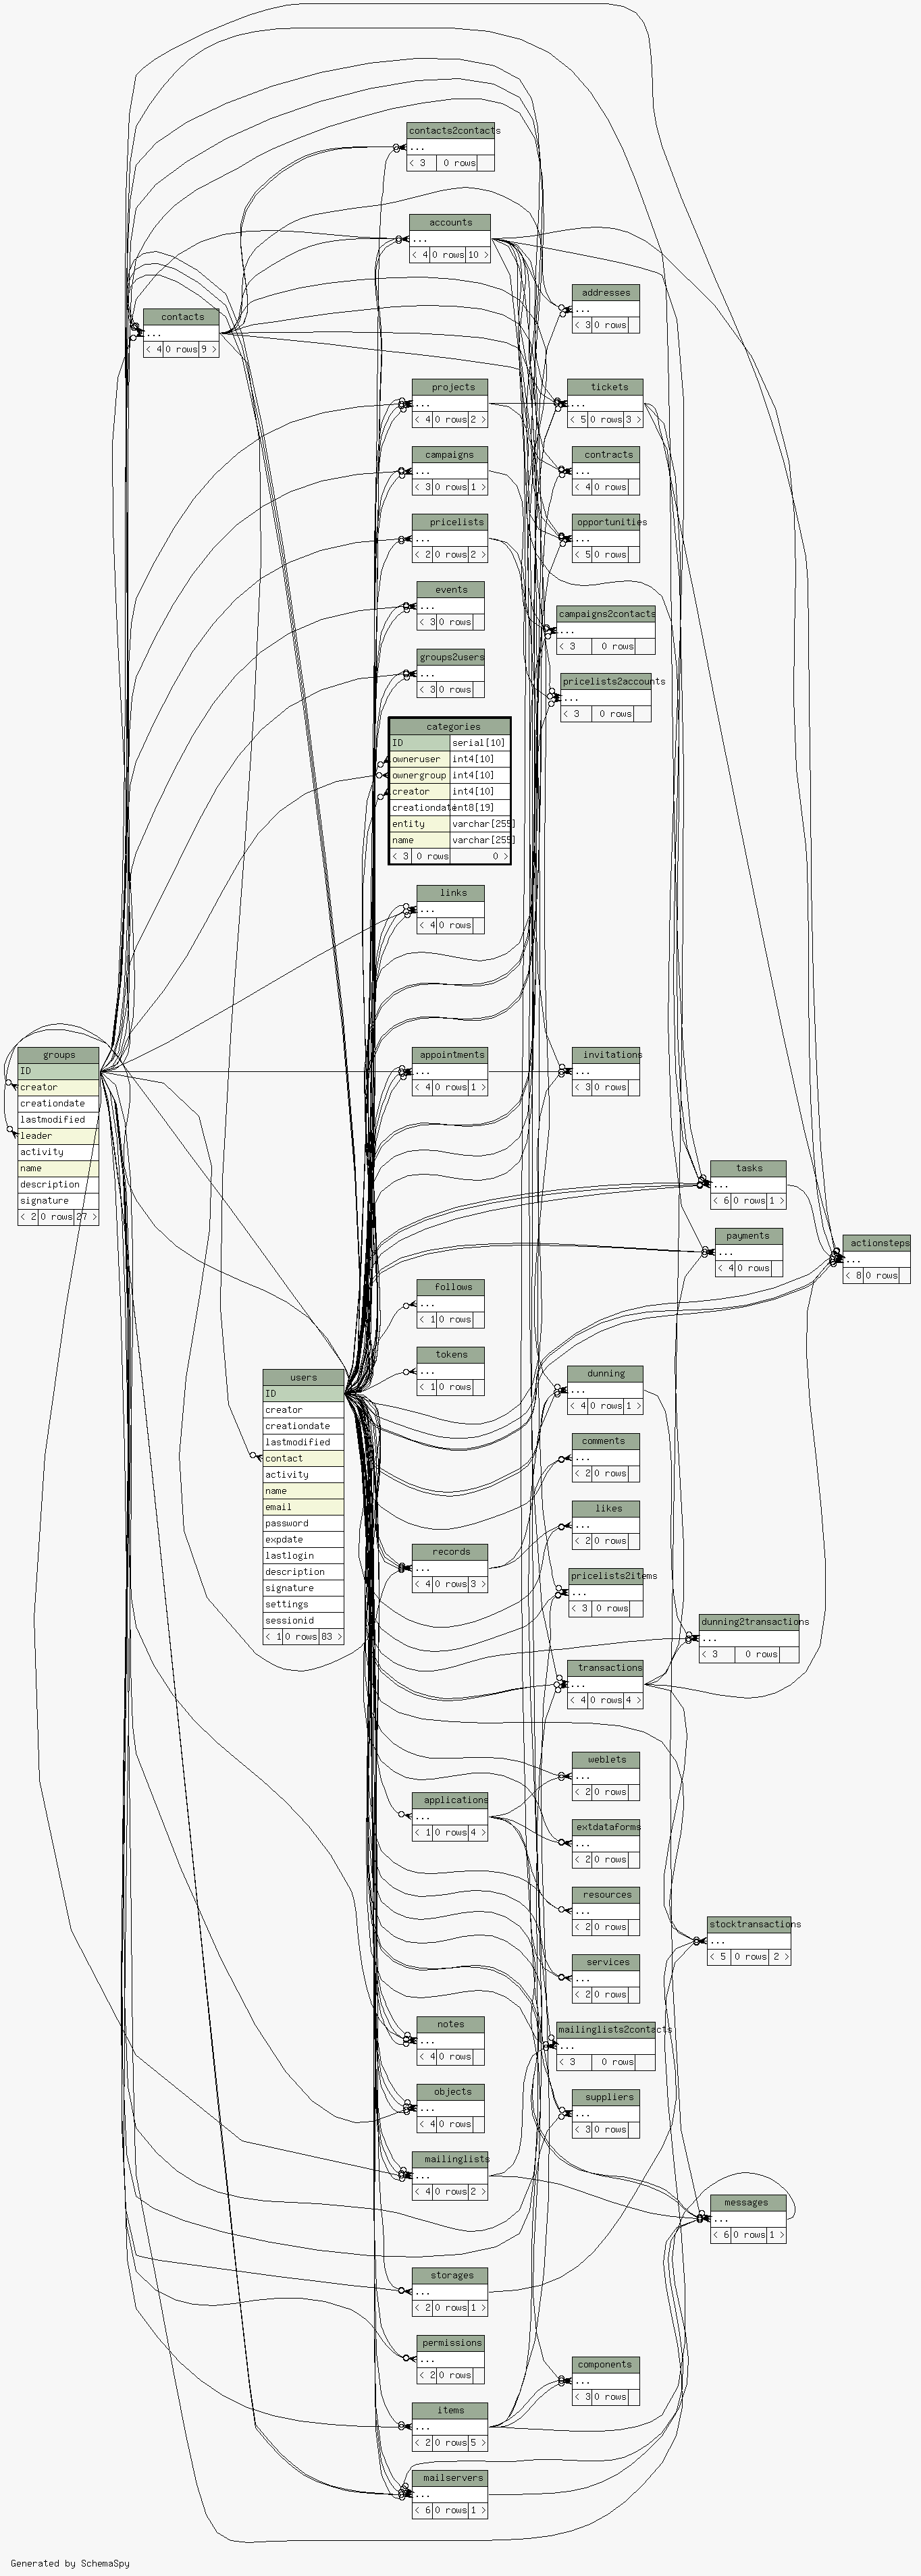 contacts2contacts
...
< 3 0 rows
accounts
...
< 4 0 rows 10 >
addresses
...
< 3 0 rows
contacts
...
< 4 0 rows 9 >
projects
...
< 4 0 rows 2 >
tickets
...
< 5 0 rows 3 >
campaigns
...
< 3 0 rows 1 >
contracts
...
< 4 0 rows
pricelists
...
< 2 0 rows 2 >
opportunities
...
< 5 0 rows
events
...
< 3 0 rows
campaigns2contacts
...
< 3 0 rows
groups2users
...
< 3 0 rows
pricelists2accounts
...
< 3 0 rows
categories
ID serial[10]
owneruser int4[10]
ownergroup int4[10]
creator int4[10]
creationdate int8[19]
entity varchar[255]
name varchar[255]
< 3 0 rows 0 >
links
...
< 4 0 rows
groups
ID
creator
creationdate
lastmodified
leader
activity
name
description
signature
< 2 0 rows 27 >
appointments
...
< 4 0 rows 1 >
invitations
...
< 3 0 rows
tasks
...
< 6 0 rows 1 >
payments
...
< 4 0 rows
actionsteps
...
< 8 0 rows
follows
...
< 1 0 rows
tokens
...
< 1 0 rows
users
ID
creator
creationdate
lastmodified
contact
activity
name
email
password
expdate
lastlogin
description
signature
settings
sessionid
< 1 0 rows 83 >
dunning
...
< 4 0 rows 1 >
comments
...
< 2 0 rows
likes
...
< 2 0 rows
records
...
< 4 0 rows 3 >
pricelists2items
...
< 3 0 rows
dunning2transactions
...
< 3 0 rows
transactions
...
< 4 0 rows 4 >
weblets
...
< 2 0 rows
applications
...
< 1 0 rows 4 >
extdataforms
...
< 2 0 rows
resources
...
< 2 0 rows
stocktransactions
...
< 5 0 rows 2 >
services
...
< 2 0 rows
notes
...
< 4 0 rows
mailinglists2contacts
...
< 3 0 rows
objects
...
< 4 0 rows
suppliers
...
< 3 0 rows
mailinglists
...
< 4 0 rows 2 >
messages
...
< 6 0 rows 1 >
storages
...
< 2 0 rows 1 >
permissions
...
< 2 0 rows
components
...
< 3 0 rows
items
...
< 2 0 rows 5 >
mailservers
...
< 6 0 rows 1 >
Generated by SchemaSpy